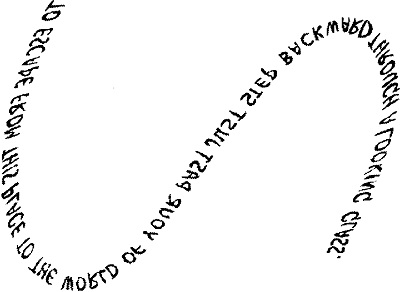 TO ESCAPE FROM THIS PLACE TO THE WORLD OF YOUR PAST JUST STEP BACKWARD THROUGH A LOOKING GLASS.